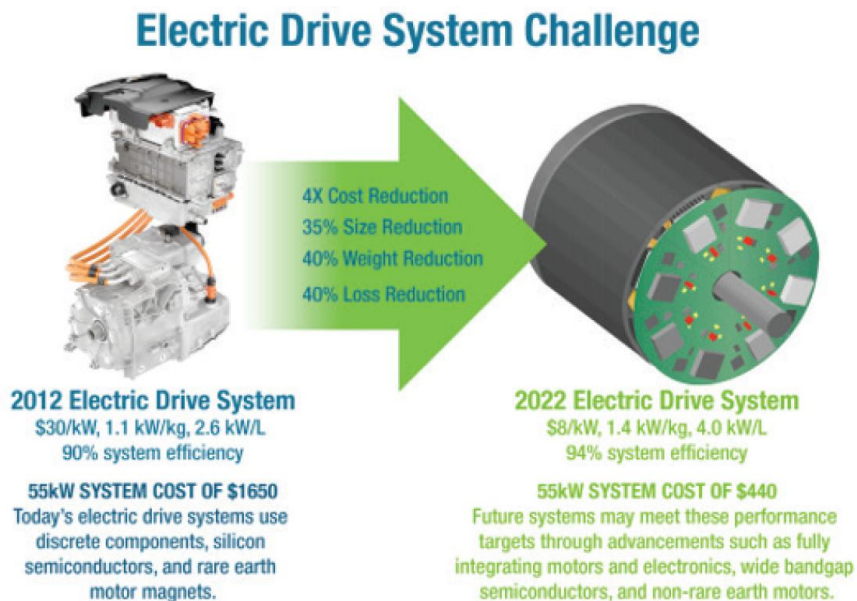 Electric Drive System Challenge
4X Cost Reduction
35% Size Reduction
40% Weight Reduction
40% Loss Reduction
2012 Electric Drive System
$30/kW, 1.1 kW/kg, 2.6 kW/L
90% system efficiency
55kW SYSTEM COST OF $1650
Today's electric drive systems use
discrete components, silicon
semiconductors, and rare earth
motor magnets.
2022 Electric Drive System
$8/kW, 1.4 kW/kg, 4.0 kW/L
94% system efficiency
55kW SYSTEM COST OF $440
Future systems may meet these performance
targets through advancements such as fully
integrating motors and electronics, wide bandgap
semiconductors, and non-rare earth motors.